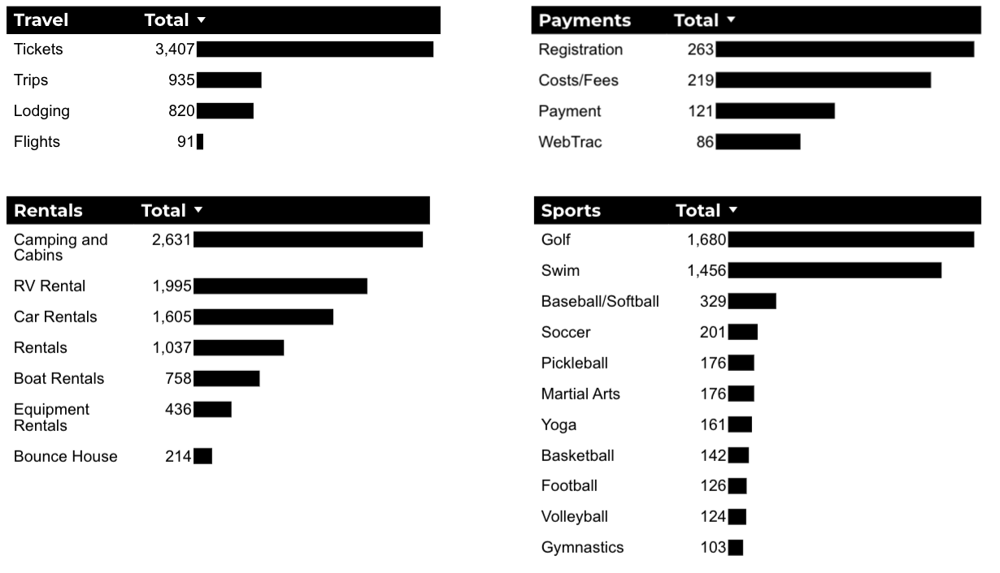 Travel Total
Tickets 3,407
Trips 935
Lodging 820
Flights 91
Payments Total
Registration 263
Costs/Fees 219
Payment 121
WebTrac 86
Rentals Total
Camping and 2,631
Cabins
RV Rental 1,995
Car Rentals 1,605
Rentals 1,037
Boat Rentals 758
Equipment 436
Rentals
Bounce House 214
Sports Total
Golf 1,680
Swim 1,456
Baseball/Softball 329
Soccer 201
Pickleball 176
Martial Arts 176
Yoga 161
Basketball 142
Football 126
Volleyball 124
Gymnastics 103